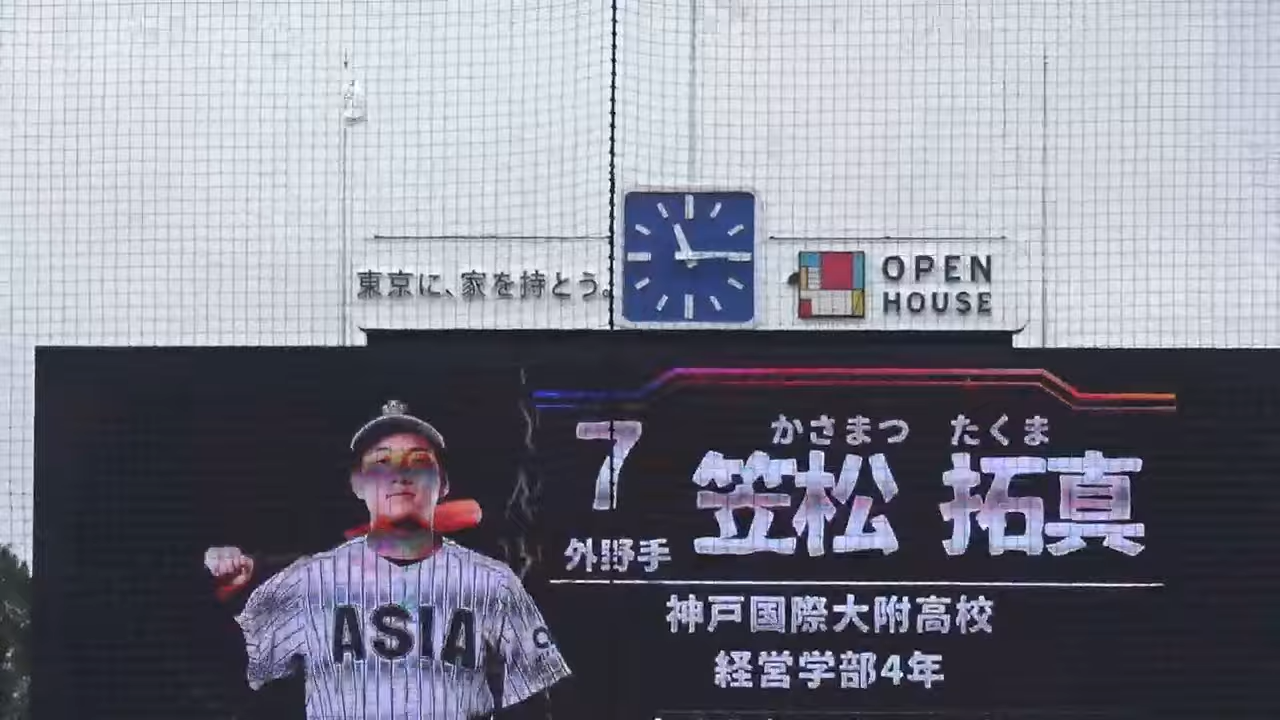 東京に、家を持とう。
OPEN
HOUSE
かさまつ たくま
7 笠松 拓真
外野手
神戸国際大附高校
経営学部4年
ASIA